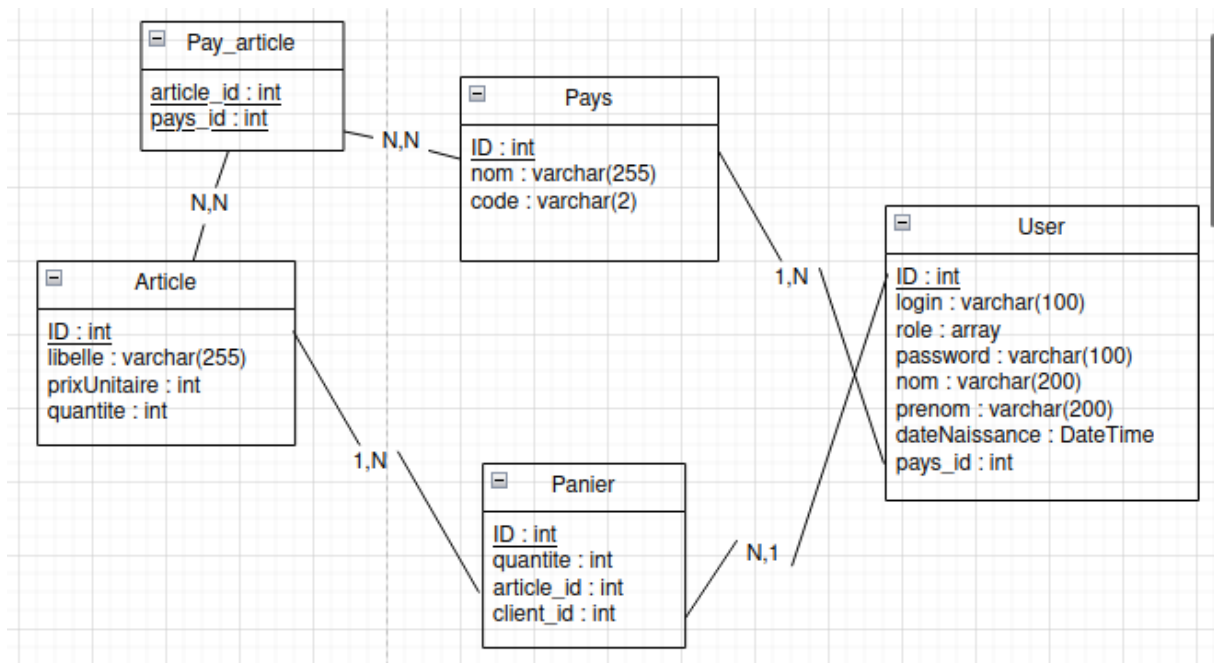 Pay_article
article_id : int
pays_id : int
N,N
Pays
ID : int
nom : varchar(255)
code : varchar(2)
N,N
Article
ID : int
libelle : varchar(255)
prixUnitaire : int
quantite : int
1,N
User
ID : int
login : varchar(100)
role : array
password : varchar(100)
nom : varchar(200)
prenom : varchar(200)
dateNaissance : DateTime
pays_id : int
1,N
Panier
ID : int
quantite : int
article_id : int
client_id : int
N,1